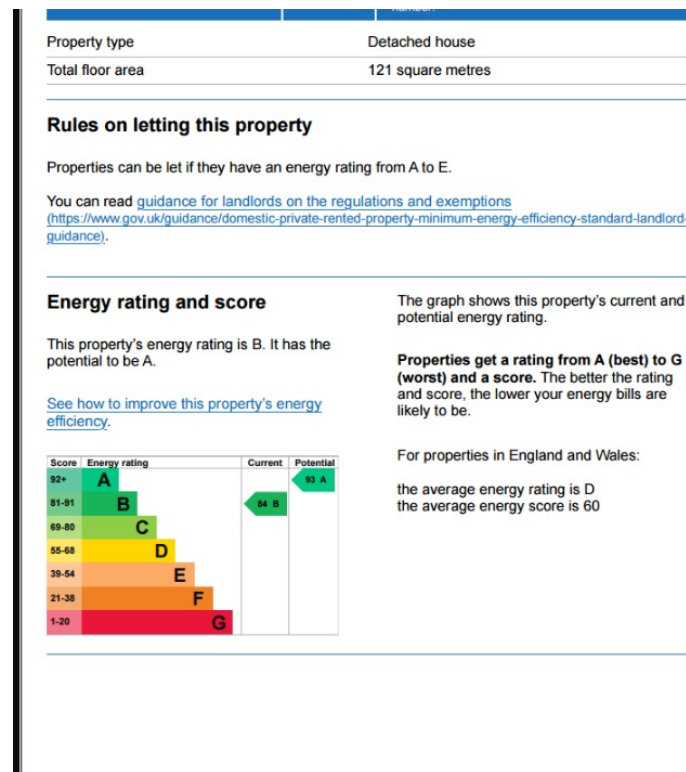 Property type Detached house
Total floor area 121 square metres
Rules on letting this property
Properties can be let if they have an energy rating from A to E.
You can read guidance for landlords on the regulations and exemptions
(https://www.gov.uk/guidance/domestic-private-rented-property-minimum-energy-efficiency-standard-landlord-
guidance).
Energy rating and score
This property's energy rating is B. It has the
potential to be A.
See how to improve this property's energy
efficiency.
Score Energy rating Current Potential
92+ A 93 A
81-91 B 84 B
69-80 C
55-68 D
39-54 E
21-38 F
1-20 G
The graph shows this property's current and
potential energy rating.
Properties get a rating from A (best) to G
(worst) and a score. The better the rating
and score, the lower your energy bills are
likely to be.
For properties in England and Wales:
the average energy rating is D
the average energy score is 60